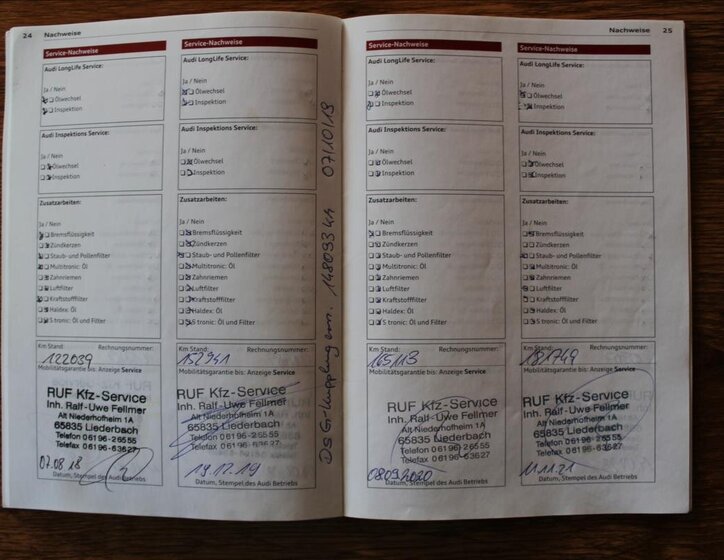 24 Nachweise
Service-Nachweise
Audi LongLife Service:
Ja / Nein
Ölwechsel
Inspektion
Audi Inspektions Service:
Ja / Nein
Ölwechsel
Inspektion
Zusatzarbeiten:
Ja / Nein
Bremsflüssigkeit
Zündkerzen
Staub- und Pollenfilter
Multitronic: Öl
Zahnriemen
Luftfilter
Kraftstofffilter
Haldex: Öl
S tronic: Öl und Filter
Km Stand: Rechnungsnummer:
122039
Mobilitätsgarantie bis: Anzeige Service
RUF Kfz-Service
Inh. Ralf-Uwe Fellmer
Alt Niederhofheim 1A
65835 Liederbach
Telefon 06196-26555
Telefax 06196-63627
07.08.18
Datum, Stempel des Audi Betriebs
Service-Nachweise
Audi LongLife Service:
Ja / Nein
Ölwechsel
Inspektion
Audi Inspektions Service:
Ja / Nein
Ölwechsel
Inspektion
Zusatzarbeiten:
Ja / Nein
Bremsflüssigkeit
Zündkerzen
Staub- und Pollenfilter
Multitronic: Öl
Zahnriemen
Luftfilter
Kraftstofffilter
Haldex: Öl
S tronic: Öl und Filter
Km Stand: Rechnungsnummer:
152941
Mobilitätsgarantie bis: Anzeige Service
RUF Kfz-Service
Inh. Ralf-Uwe Fellmer
Alt Niederhofheim 1A
65835 Liederbach
Telefon 06196-26555
Telefax 06196-63627
19.12.19
Datum, Stempel des Audi Betriebs
DSG-Kupplung ern. 148093 km 07/10/19
Nachweise 25
Service-Nachweise
Audi LongLife Service:
Ja / Nein
Ölwechsel
Inspektion
Audi Inspektions Service:
Ja / Nein
Ölwechsel
Inspektion
Zusatzarbeiten:
Ja / Nein
Bremsflüssigkeit
Zündkerzen
Staub- und Pollenfilter
Multitronic: Öl
Zahnriemen
Luftfilter
Kraftstofffilter
Haldex: Öl
S tronic: Öl und Filter
Km Stand: Rechnungsnummer:
165113
Mobilitätsgarantie bis: Anzeige Service
RUF Kfz-Service
Inh. Ralf-Uwe Fellmer
Alt Niederhofheim 1A
65835 Liederbach
Telefon 06196-26555
Telefax 06196-63627
08.09.2020
Datum, Stempel des Audi Betriebs
Service-Nachweise
Audi LongLife Service:
Ja / Nein
Ölwechsel
Inspektion
Audi Inspektions Service:
Ja / Nein
Ölwechsel
Inspektion
Zusatzarbeiten:
Ja / Nein
Bremsflüssigkeit
Zündkerzen
Staub- und Pollenfilter
Multitronic: Öl
Zahnriemen
Luftfilter
Kraftstofffilter
Haldex: Öl
S tronic: Öl und Filter
Km Stand: Rechnungsnummer:
Mobilitätsgarantie bis: Anzeige Service
RUF Kfz-Service
Inh. Ralf-Uwe Fellmer
Alt Niederhofheim 1A
65835 Liederbach
Telefon 06196-26555
Telefax 06196-63627
11.11.21
Datum, Stempel des Audi Betriebs